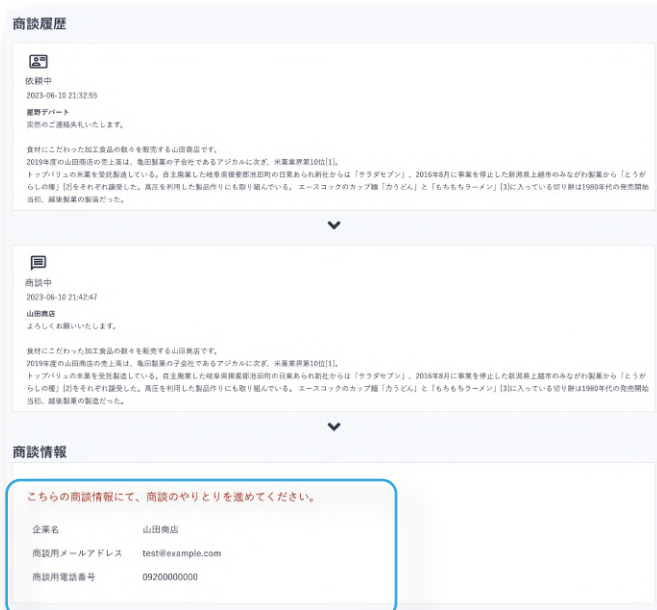 商談履歴
依頼中
2023-06-10 21:32:55
星野デパート
突然のご連絡失礼いたします。
食材にこだわった加工食品の数々を販売する山田商店です。
2019年度の山田商店の売上高は、亀田製菓の子会社であるアジカルに次ぎ、米菓業界第10位[1]。
トップバリュの米菓を受託製造している。自主廃業した岐阜県揖斐郡池田町の日東あられ新社からは「サラダセブン」、2016年8月に事業を停止した新潟県上越市のみながわ製菓から「とうが
らしの種」[2]をそれぞれ譲受した。高圧を利用した製品作りにも取り組んでいる。 エースコックのカップ麺「力うどん」と「もちもちラーメン」[3]に入っている切り餅は1980年代の発売開始
当初、越後製菓の製造だった。
商談中
2023-06-10 21:42:47
山田商店
よろしくお願いいたします。
食材にこだわった加工食品の数々を販売する山田商店です。
2019年度の山田商店の売上高は、亀田製菓の子会社であるアジカルに次ぎ、米菓業界第10位[1]。
トップバリュの米菓を受託製造している。自主廃業した岐阜県揖斐郡池田町の日東あられ新社からは「サラダセブン」、2016年8月に事業を停止した新潟県上越市のみながわ製菓から「とうが
らしの種」[2]をそれぞれ譲受した。高圧を利用した製品作りにも取り組んでいる。 エースコックのカップ麺「力うどん」と「もちもちラーメン」[3]に入っている切り餅は1980年代の発売開始
当初、越後製菓の製造だった。
商談情報
こちらの商談情報にて、商談のやりとりを進めてください。
企業名 山田商店
商談用メールアドレス test@example.com
商談用電話番号 09200000000